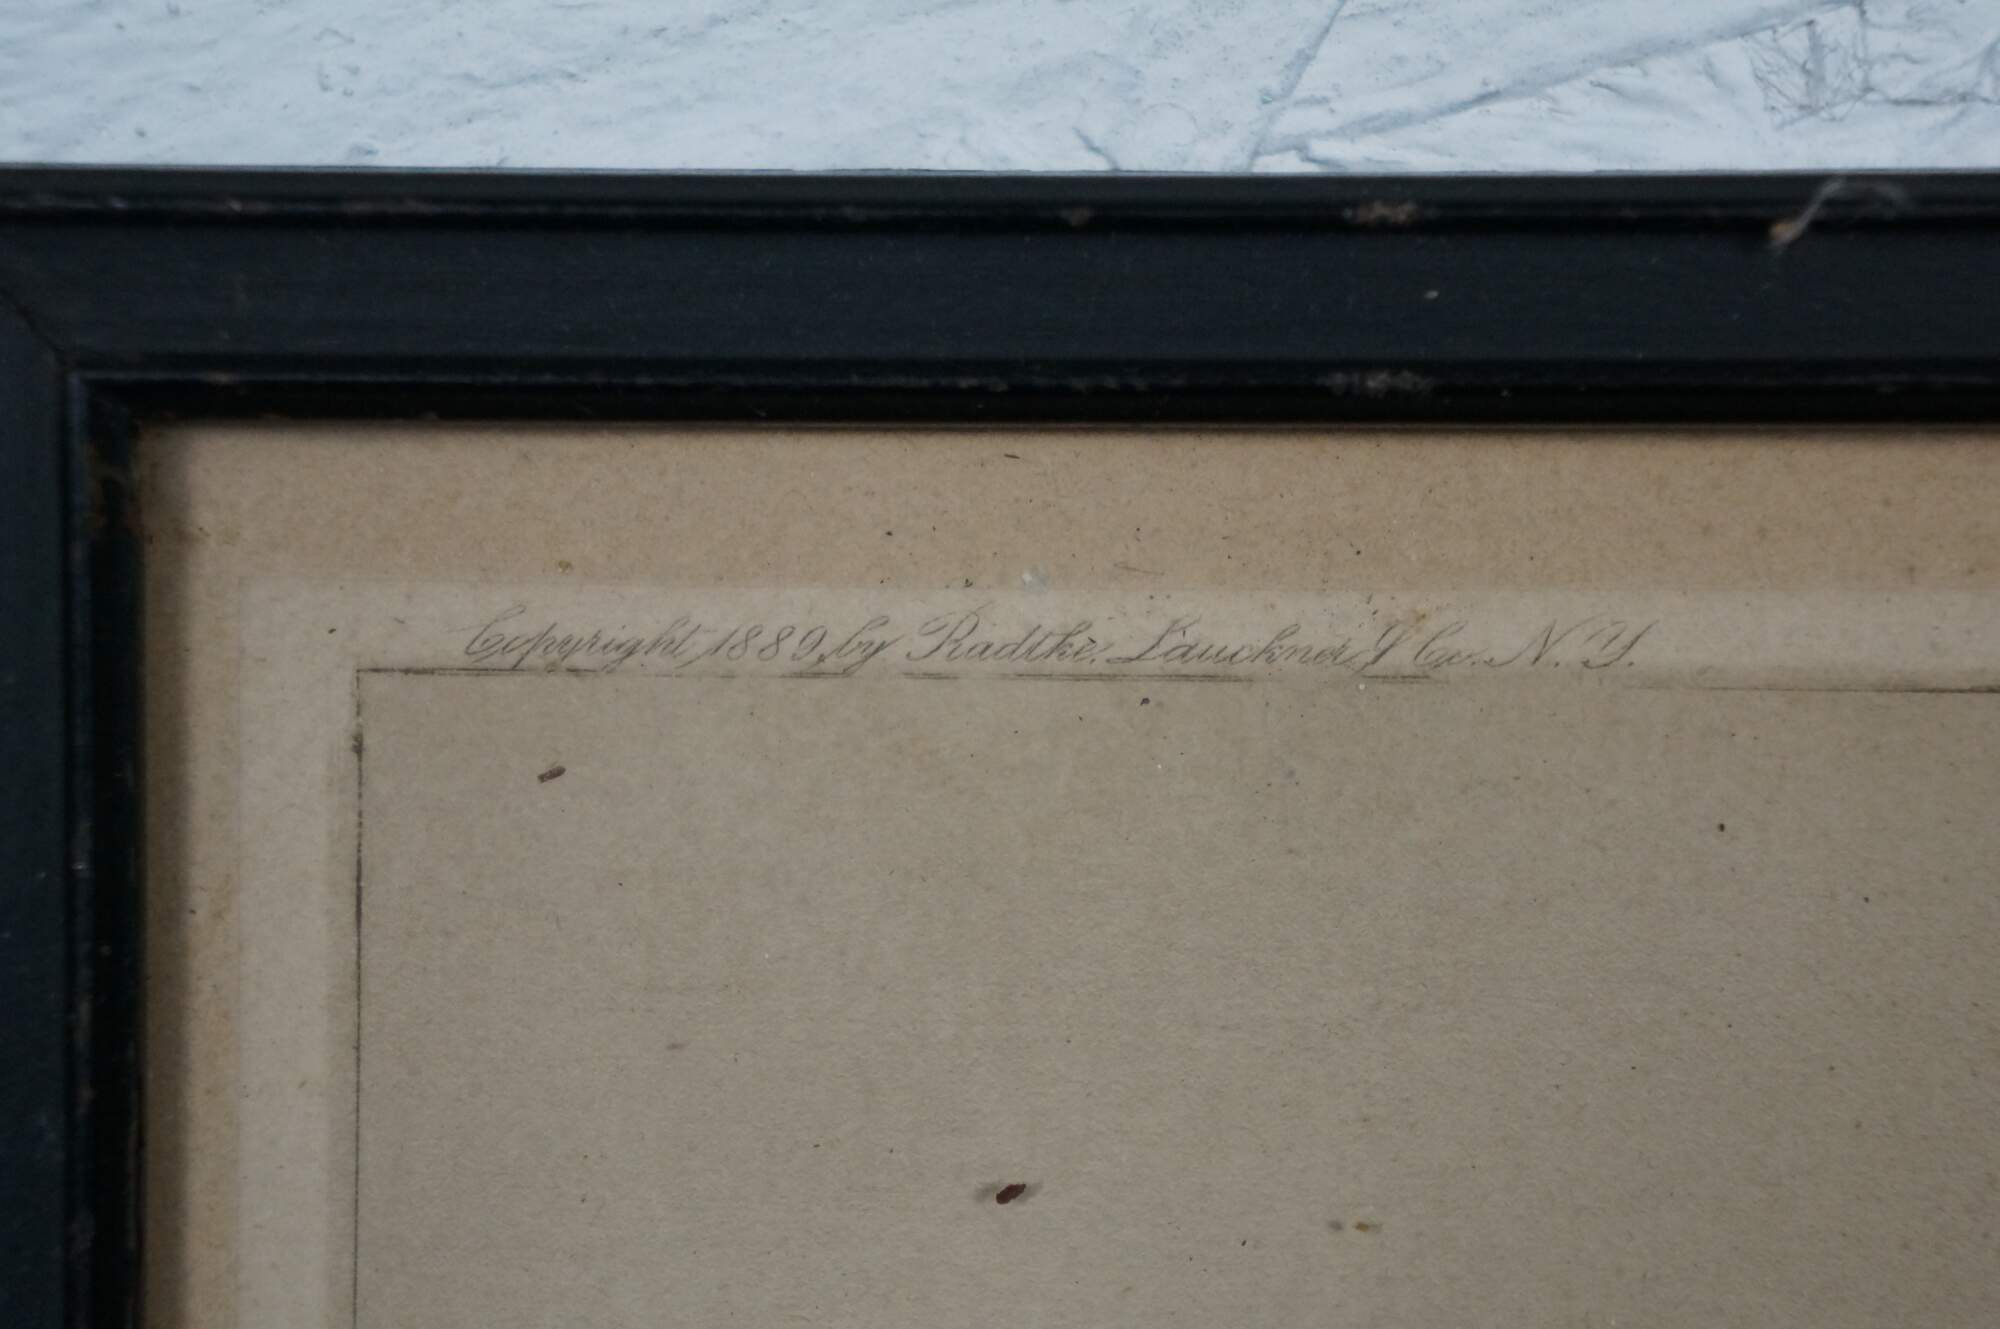 Copyright 1889, by Radtke, Lauckner & Co. N. Y.